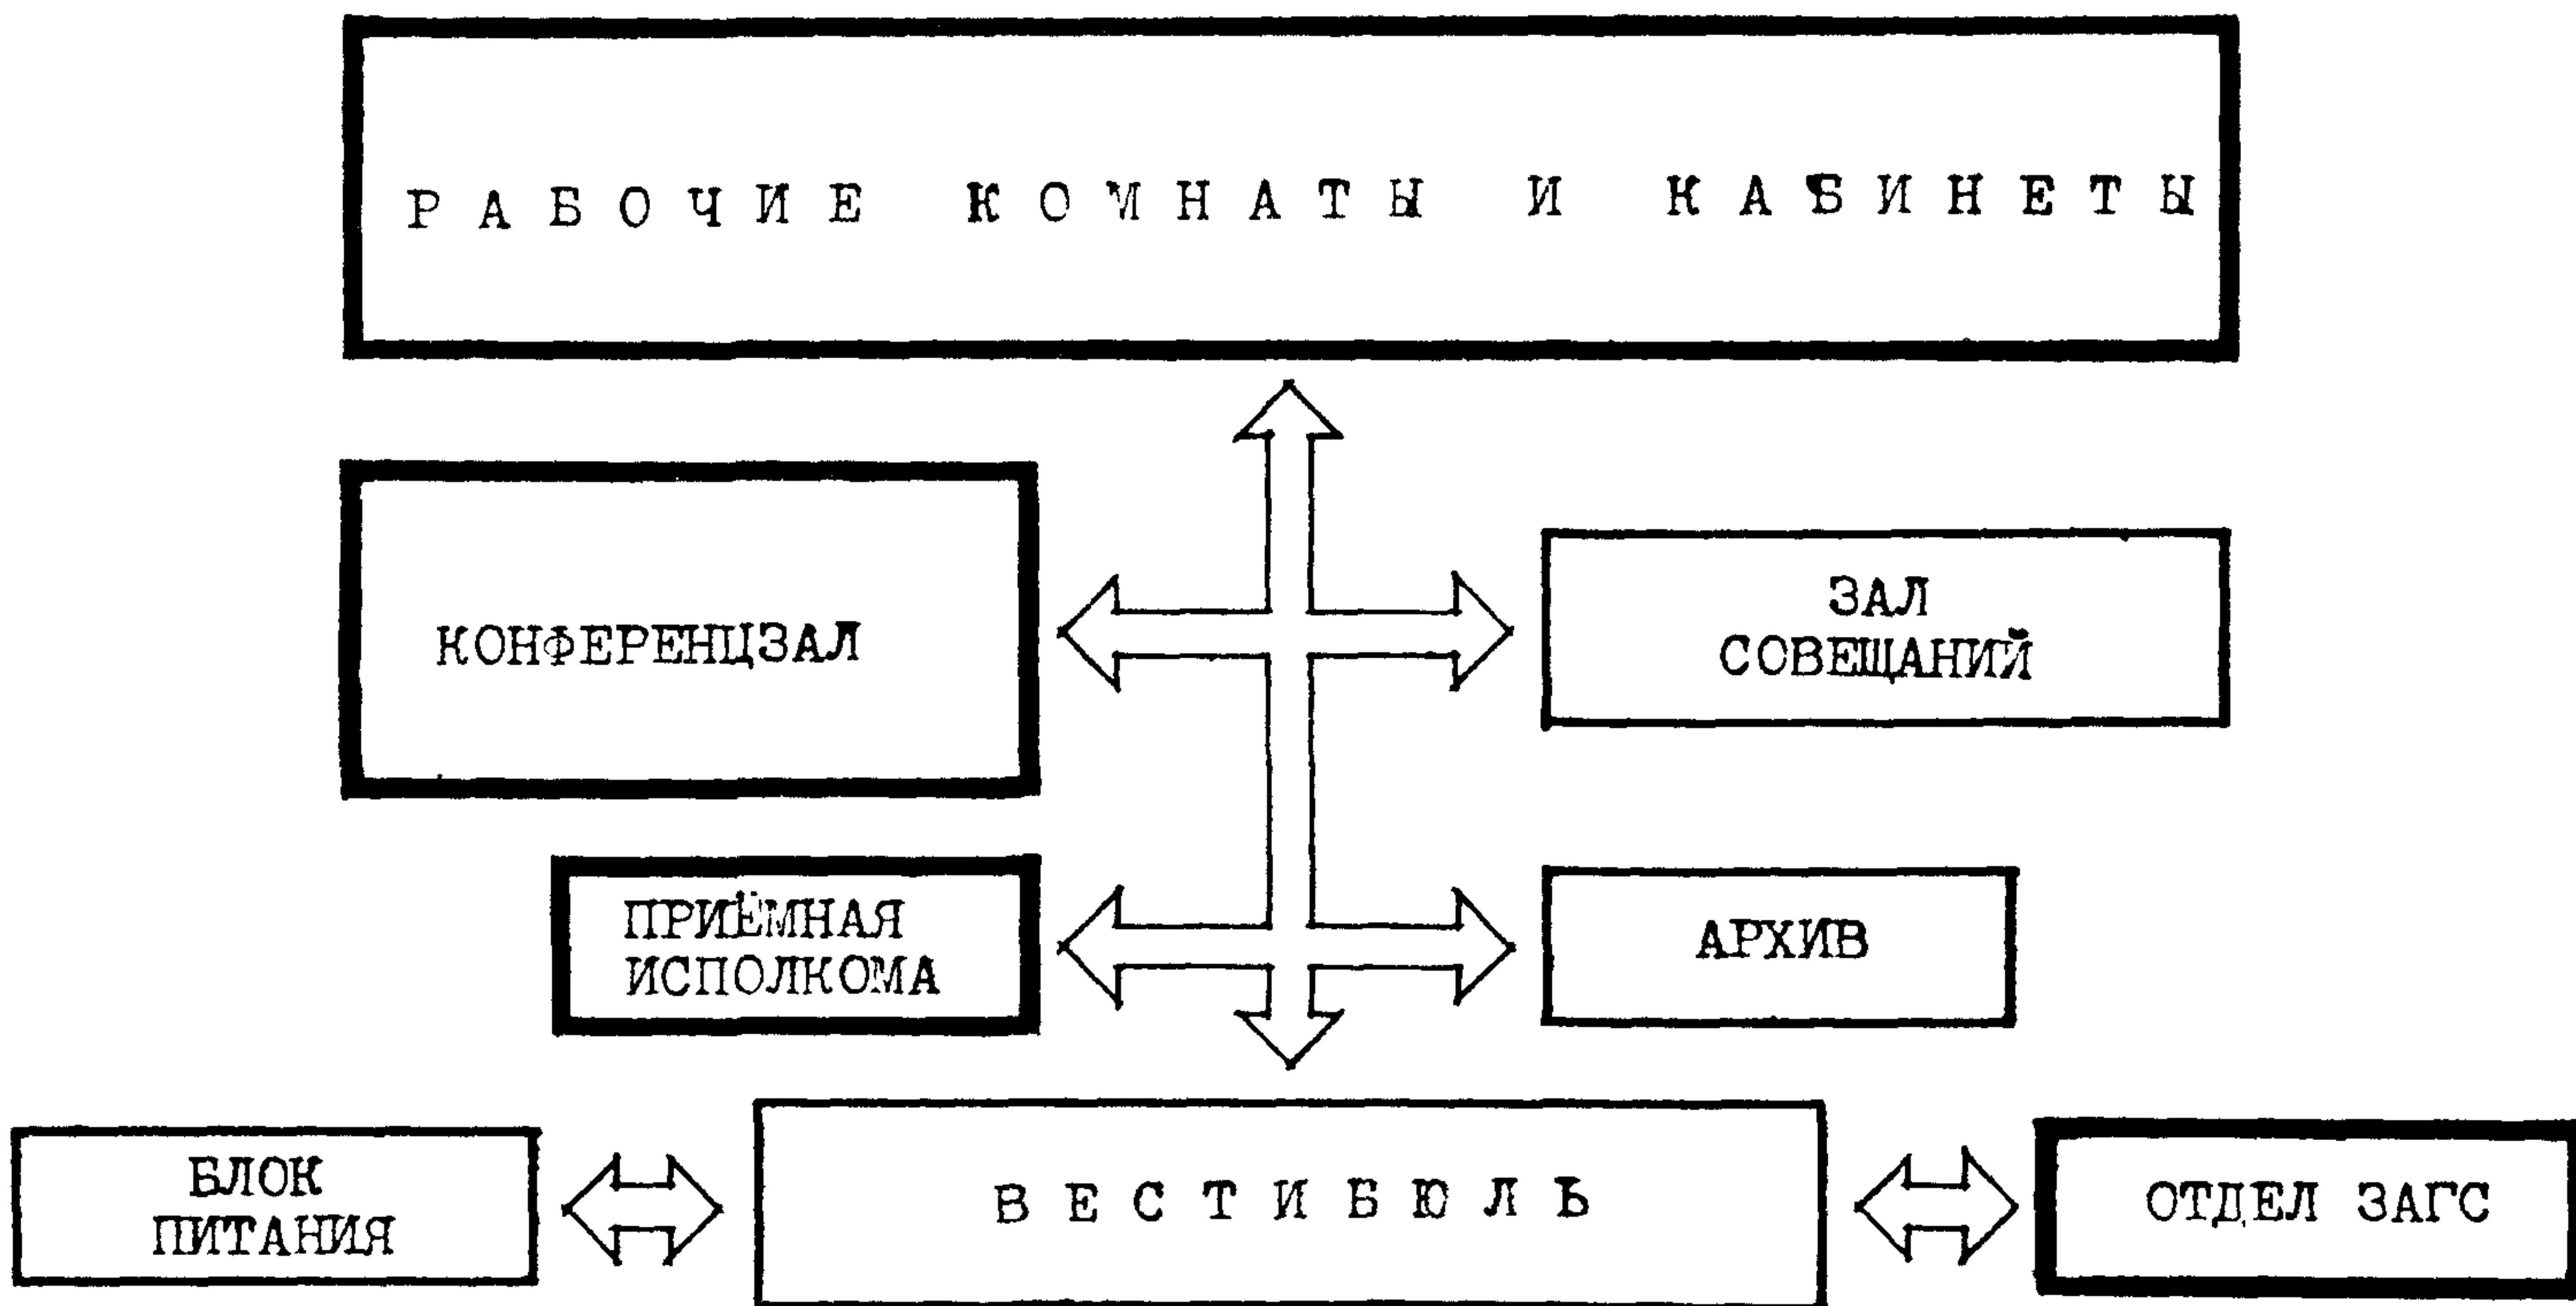 РАБОЧИЕ КОМНАТЫ И КАБИНЕТЫ
КОНФЕРЕНЦЗАЛ
ЗАЛ
СОВЕЩАНИЙ
ПРИЁМНАЯ
ИСПОЛКОМА
АРХИВ
БЛОК
ПИТАНИЯ
ВЕСТИБЮЛЬ
ОТДЕЛ ЗАГС